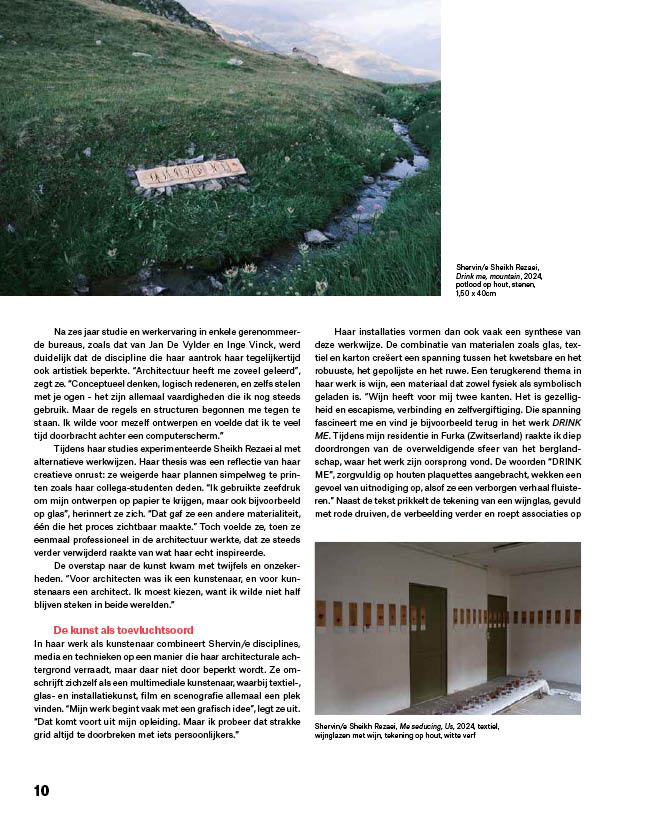 Shervin/e Sheikh Rezaei,
Drink me, mountain, 2024,
potlood op hout, stenen,
1,50 x 40cm
Na zes jaar studie en werkervaring in enkele gerenommeer-
de bureaus, zoals dat van Jan De Vylder en Inge Vinck, werd
duidelijk dat de discipline die haar aantrok haar tegelijkertijd
ook artistiek beperkte. “Architectuur heeft me zoveel geleerd”,
zegt ze. “Conceptueel denken, logisch redeneren, en zelfs stelen
met je ogen - het zijn allemaal vaardigheden die ik nog steeds
gebruik. Maar de regels en structuren begonnen me tegen te
staan. Ik wilde voor mezelf ontwerpen en voelde dat ik te veel
tijd doorbracht achter een computerscherm.”
Tijdens haar studies experimenteerde Sheikh Rezaei al met
alternatieve werkwijzen. Haar thesis was een reflectie van haar
creatieve onrust: ze weigerde haar plannen simpelweg te prin-
ten zoals haar collega-studenten deden. “Ik gebruikte zeefdruk
om mijn ontwerpen op papier te krijgen, maar ook bijvoorbeeld
op glas”, herinnert ze zich. “Dat gaf ze een andere materialiteit,
één die het proces zichtbaar maakte.” Toch voelde ze, toen ze
eenmaal professioneel in de architectuur werkte, dat ze steeds
verder verwijderd raakte van wat haar echt inspireerde.
De overstap naar de kunst kwam met twijfels en onzeker-
heden. “Voor architecten was ik een kunstenaar, en voor kun-
stenaars een architect. Ik moest kiezen, want ik wilde niet half
blijven steken in beide werelden.”
De kunst als toevluchtsoord
In haar werk als kunstenaar combineert Shervin/e disciplines,
media en technieken op een manier die haar architecturale ach-
tergrond verraadt, maar daar niet door beperkt wordt. Ze om-
schrijft zichzelf als een multimediale kunstenaar, waarbij textiel-,
glas- en installatiekunst, film en scenografie allemaal een plek
vinden. “Mijn werk begint vaak met een grafisch idee”, legt ze uit.
“Dat komt voort uit mijn opleiding. Maar ik probeer dat strakke
grid altijd te doorbreken met iets persoonlijkers.”
Haar installaties vormen dan ook vaak een synthese van
deze werkwijze. De combinatie van materialen zoals glas, tex-
tiel en karton creëert een spanning tussen het kwetsbare en het
robuuste, het gepolijste en het ruwe. Een terugkerend thema in
haar werk is wijn, een materiaal dat zowel fysiek als symbolisch
geladen is. “Wijn heeft voor mij twee kanten. Het is gezellig-
heid en escapisme, verbinding en zelfvergiftiging. Die spanning
fascineert me en vind je bijvoorbeeld terug in het werk DRINK
ME. Tijdens mijn residentie in Furka (Zwitserland) raakte ik diep
doordrongen van de overweldigende sfeer van het bergland-
schap, waar het werk zijn oorsprong vond. De woorden “DRINK
ME”, zorgvuldig op houten plaquettes aangebracht, wekken een
gevoel van uitnodiging op, alsof ze een verborgen verhaal fluiste-
ren.” Naast de tekst prikkelt de tekening van een wijnglas, gevuld
met rode druiven, de verbeelding verder en roept associaties op
Shervin/e Sheikh Rezaei, Me seducing, Us, 2024, textiel,
wijnglazen met wijn, tekening op hout, witte verf
10